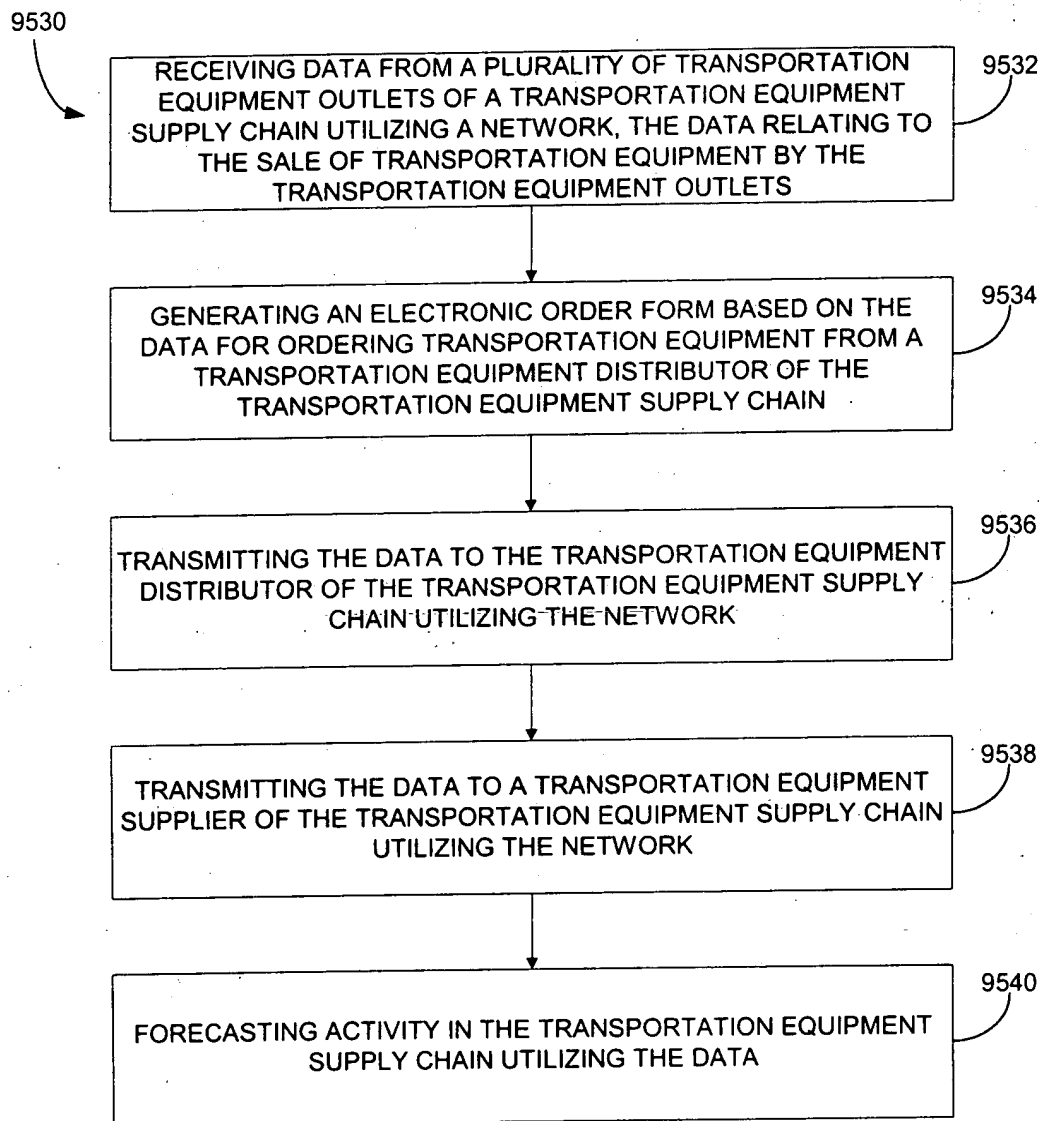 9530
RECEIVING DATA FROM A PLURALITY OF TRANSPORTATION
EQUIPMENT OUTLETS OF A TRANSPORTATION EQUIPMENT
SUPPLY CHAIN UTILIZING A NETWORK, THE DATA RELATING TO
THE SALE OF TRANSPORTATION EQUIPMENT BY THE
TRANSPORTATION EQUIPMENT OUTLETS
9532
GENERATING AN ELECTRONIC ORDER FORM BASED ON THE
DATA FOR ORDERING TRANSPORTATION EQUIPMENT FROM A
TRANSPORTATION EQUIPMENT DISTRIBUTOR OF THE
TRANSPORTATION EQUIPMENT SUPPLY CHAIN
9534
TRANSMITTING THE DATA TO THE TRANSPORTATION EQUIPMENT
DISTRIBUTOR OF THE TRANSPORTATION EQUIPMENT SUPPLY
CHAIN UTILIZING THE NETWORK
9536
TRANSMITTING THE DATA TO A TRANSPORTATION EQUIPMENT
SUPPLIER OF THE TRANSPORTATION EQUIPMENT SUPPLY CHAIN
UTILIZING THE NETWORK
9538
FORECASTING ACTIVITY IN THE TRANSPORTATION EQUIPMENT
SUPPLY CHAIN UTILIZING THE DATA
9540